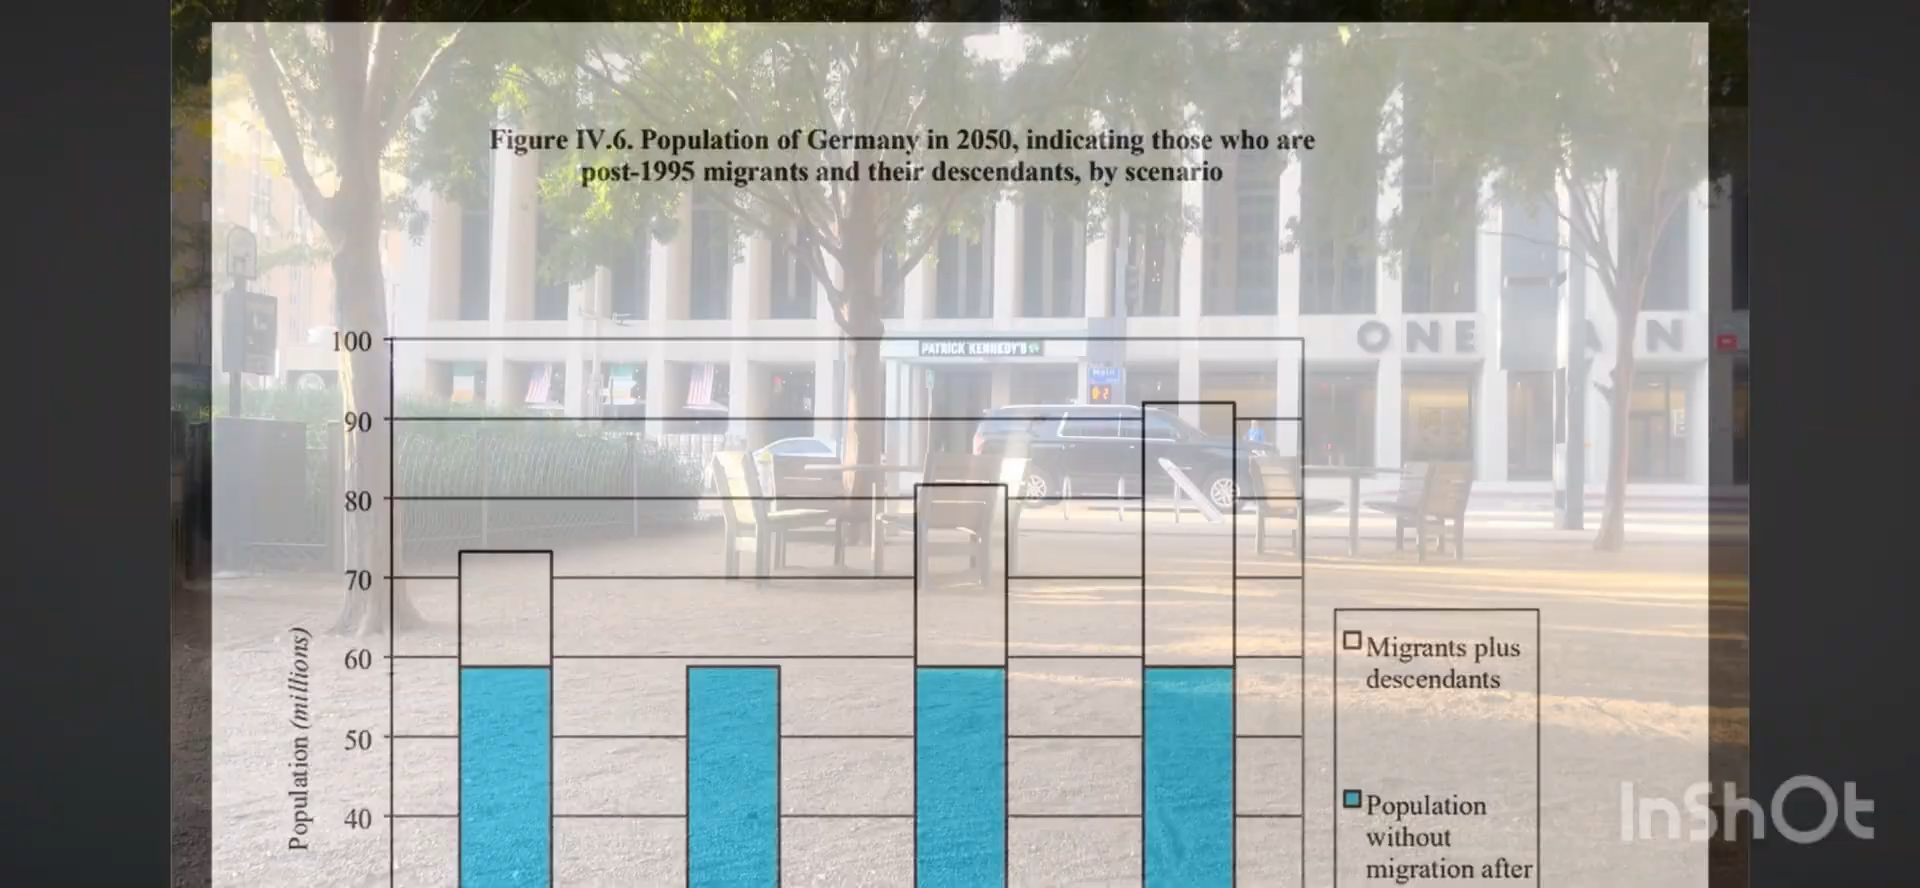 Figure IV.6. Population of Germany in 2050, indicating those who are
post-1995 migrants and their descendants, by scenario
100
PATRICK KENNEDY'S
ONE
A N
Main
90
80
70
60
50
40
Population (millions)
Migrants plus
descendants
Population
without
migration after
InShOt